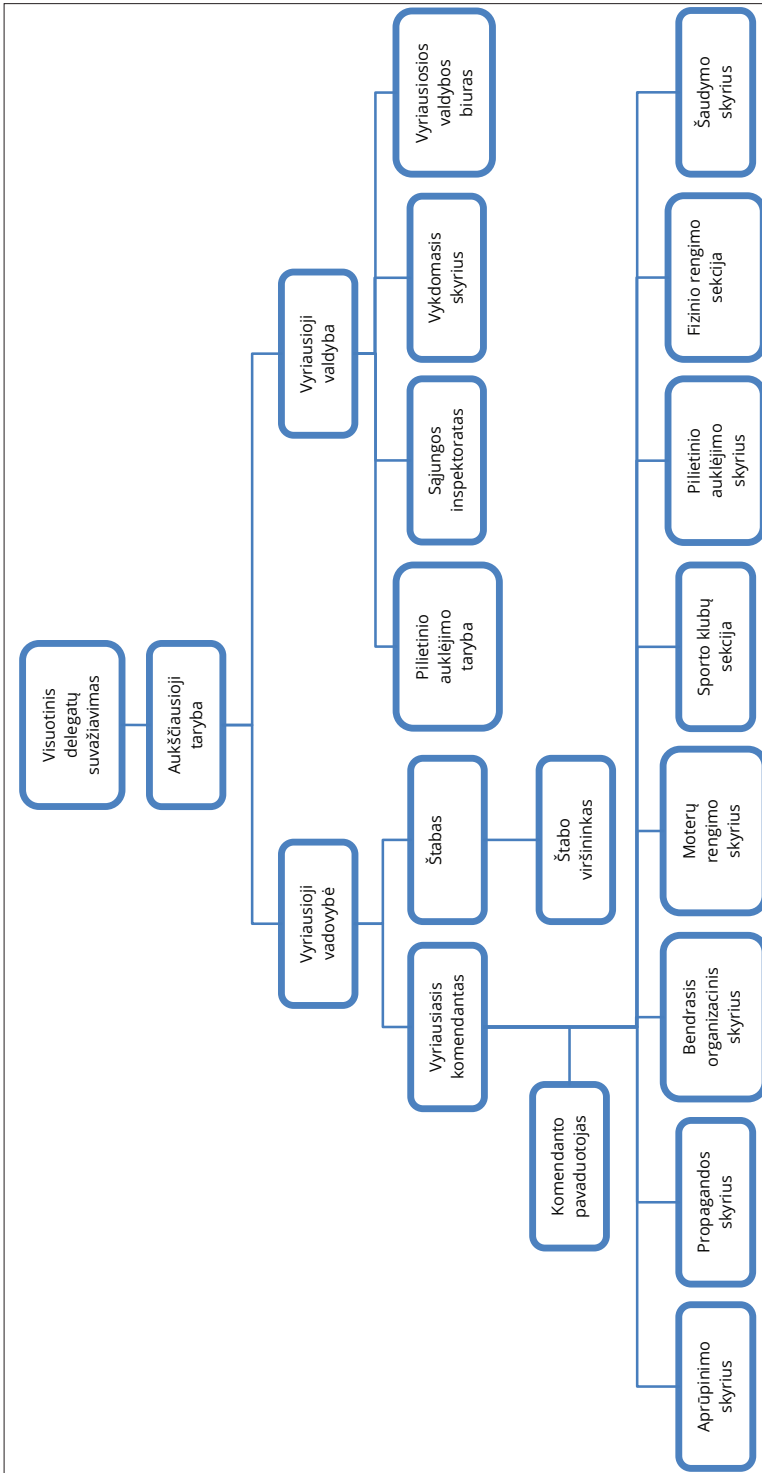 Visuotinis
delegatų
suvažiavimas
Aukščiausioji
taryba
Vyriausioji
vadovybė
Vyriausioji
valdyba
Vyriausiasis
komendantas
Štabas
Pilietinio
auklėjimo
taryba
Sąjungos
inspektoratas
Vykdomasis
skyrius
Vyriausiosios
valdybos
biuras
Komendanto
pavaduotojas
Štabo
viršininkas
Aprūpinimo
skyrius
Propagandos
skyrius
Bendrasis
organizacinis
skyrius
Moterų
rengimo
skyrius
Sporto klubų
sekcija
Pilietinio
auklėjimo
skyrius
Fizinio rengimo
sekcija
Šaudymo
skyrius